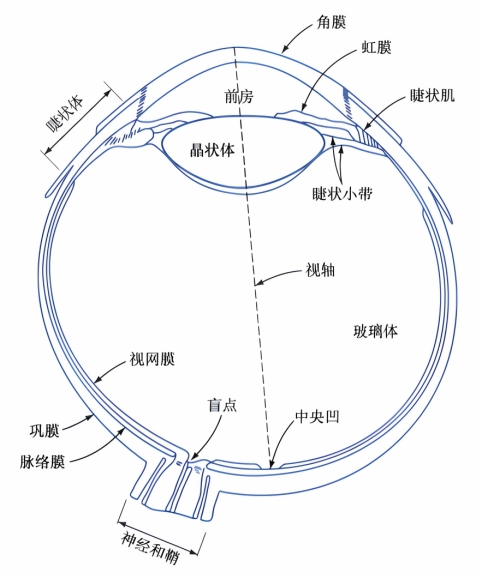 角膜
虹膜
前房
睫状肌
睫状体
晶状体
睫状小带
视轴
玻璃体
视网膜
盲点
中央凹
巩膜
脉络膜
神经和鞘